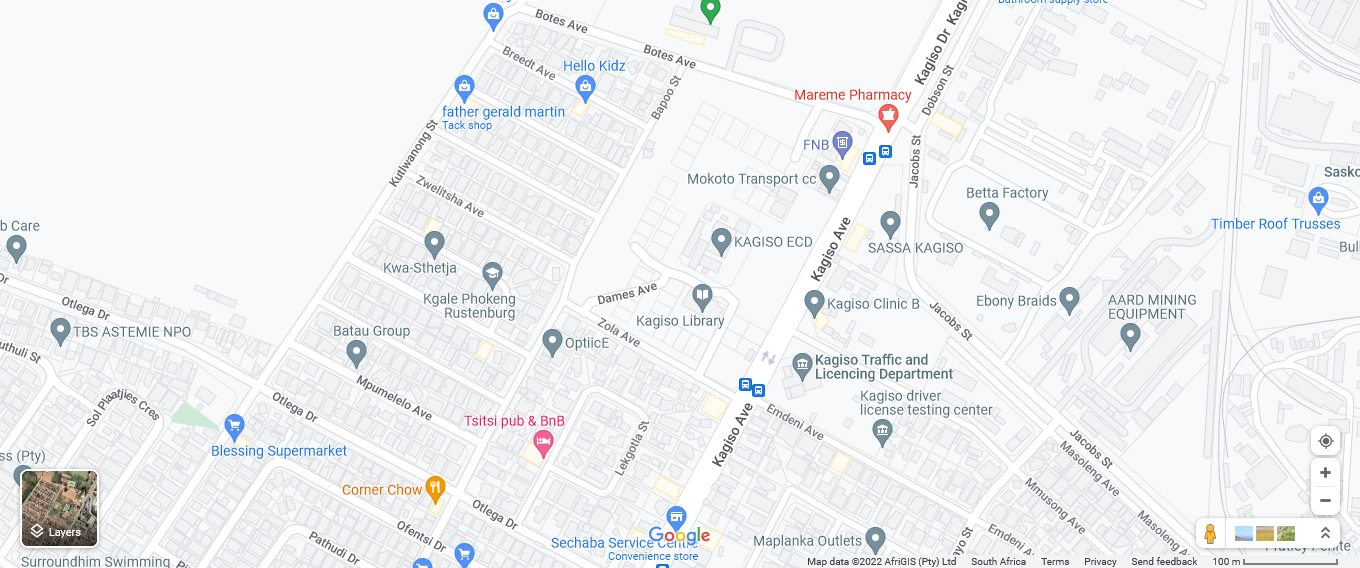 Bathroom supply store
Botes Ave
Kagiso Dr
Botes Ave
Breedt Ave
Hello Kidz
Bapoo St
Dobson St
Mareme Pharmacy
father gerald martin
Tack shop
Kutlwanong St
FNB
Jacobs St
Mokoto Transport cc
Sasko
Betta Factory
Zwelitsha Ave
Timber Roof Trusses
b Care
Kagiso Ave
KAGISO ECD
SASSA KAGISO
Kwa-Sthetja
Otlega Dr
Kgale Phokeng
Rustenburg
Dames Ave
Kagiso Library
Kagiso Clinic B
Ebony Braids
AARD MINING
EQUIPMENT
TBS ASTEMIE NPO
Batau Group
OptiicE
Zola Ave
Jacobs St
Kagiso Traffic and
Licencing Department
Sol Plaatjies Cres
Mpumelelo Ave
Otlega Dr
Kagiso driver
license testing center
Tsitsi pub & BnB
Emdeni Ave
Kagiso Ave
Lekgotla St
Blessing Supermarket
Jacobs St
Masoleng Ave
ss (Pty)
Corner Chow
Otlega Dr
Mmusong Ave
Layers
Ofentsi Dr
Pathudi Dr
Google
Sechaba Service Centre
Convenience store
Maplanka Outlets
Emdeni Ave
Masoleng Ave
Surroundhim Swimming
Map data ©2022 AfriGIS (Pty) Ltd
South Africa
Terms
Privacy
Send feedback
100 m